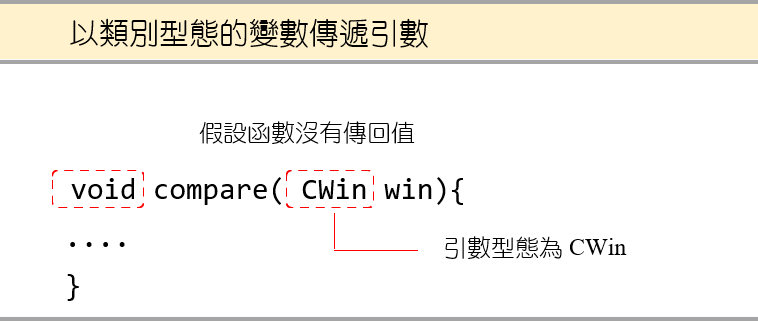 以類別型態的變數傳遞引數
假設函數沒有傳回值
void compare( CWin win){
....
引數型態為 CWin
}